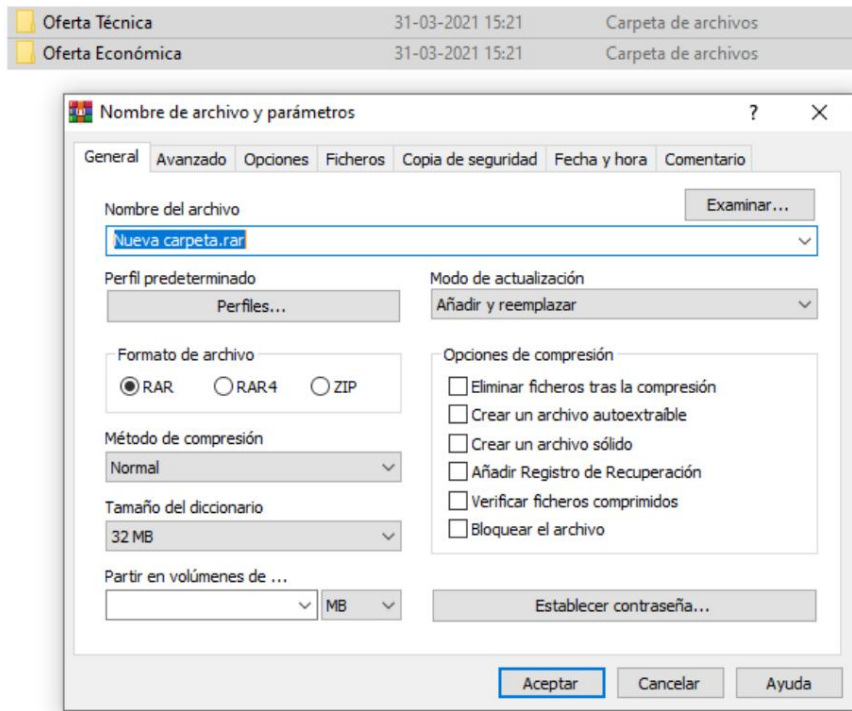 Oferta Técnica 31-03-2021 15:21 Carpeta de archivos
Oferta Económica 31-03-2021 15:21 Carpeta de archivos
Nombre de archivo y parámetros ?
General Avanzado Opciones Ficheros Copia de seguridad Fecha y hora Comentario
Nombre del archivo Examinar...
Nueva carpeta.rar
Perfil predeterminado Modo de actualización
Perfiles... Añadir y reemplazar
Formato de archivo Opciones de compresión
RAR RAR4 ZIP Eliminar ficheros tras la compresión
Crear un archivo autoextraíble
Método de compresión Crear un archivo sólido
Normal Añadir Registro de Recuperación
Tamaño del diccionario Verificar ficheros comprimidos
32 MB Bloquear el archivo
Partir en volúmenes de ...
MB Establecer contraseña...
Aceptar Cancelar Ayuda